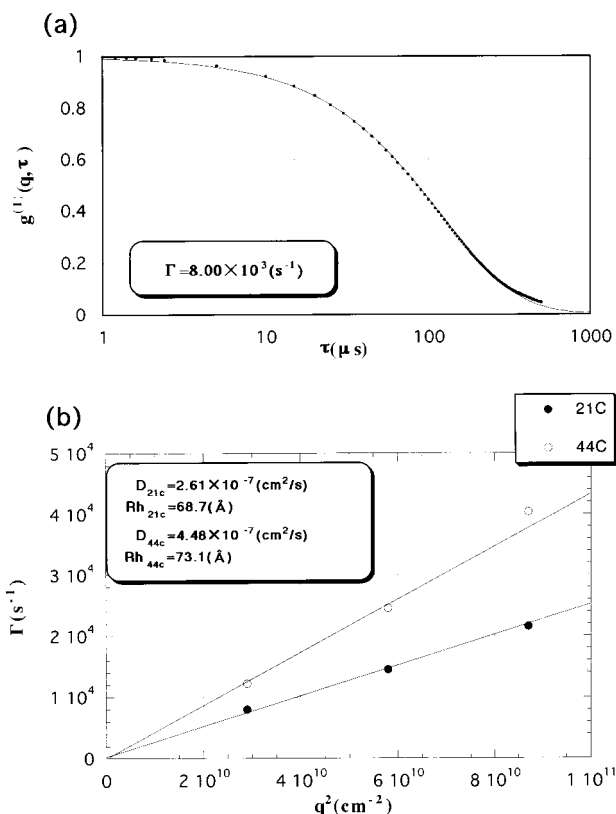 (a)
1
0.8
0.6
0.4
0.2
0
g(1)(q,τ)
Γ=8.00×10³(s⁻¹)
1 10 100 1000
τ(μs)
(b)
21C
44C
5 10⁴
4 10⁴
3 10⁴
2 10⁴
1 10⁴
0
Γ(s⁻¹)
D21c=2.61×10⁻⁷(cm²/s)
Rh21c=68.7(Å)
D44c=4.48×10⁻⁷(cm²/s)
Rh44c=73.1(Å)
0 2 10¹⁰ 4 10¹⁰ 6 10¹⁰ 8 10¹⁰ 1 10¹¹
q²(cm⁻²)